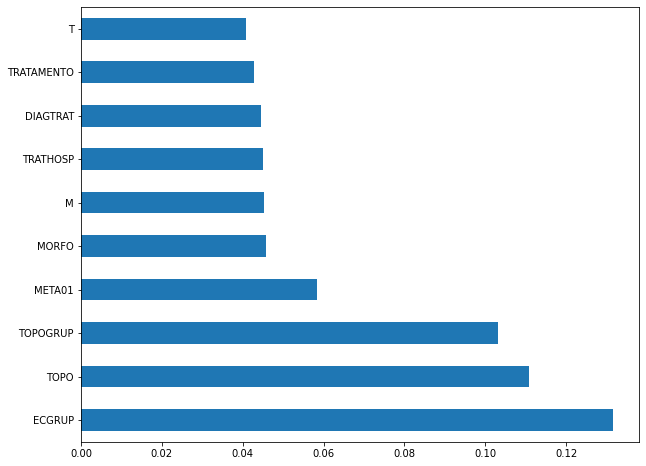 T
TRATAMENTO
DIAGTRAT
TRATHOSP
M
MORFO
META01
TOPOGRUP
TOPO
ECGRUP
0.00 0.02 0.04 0.06 0.08 0.10 0.12